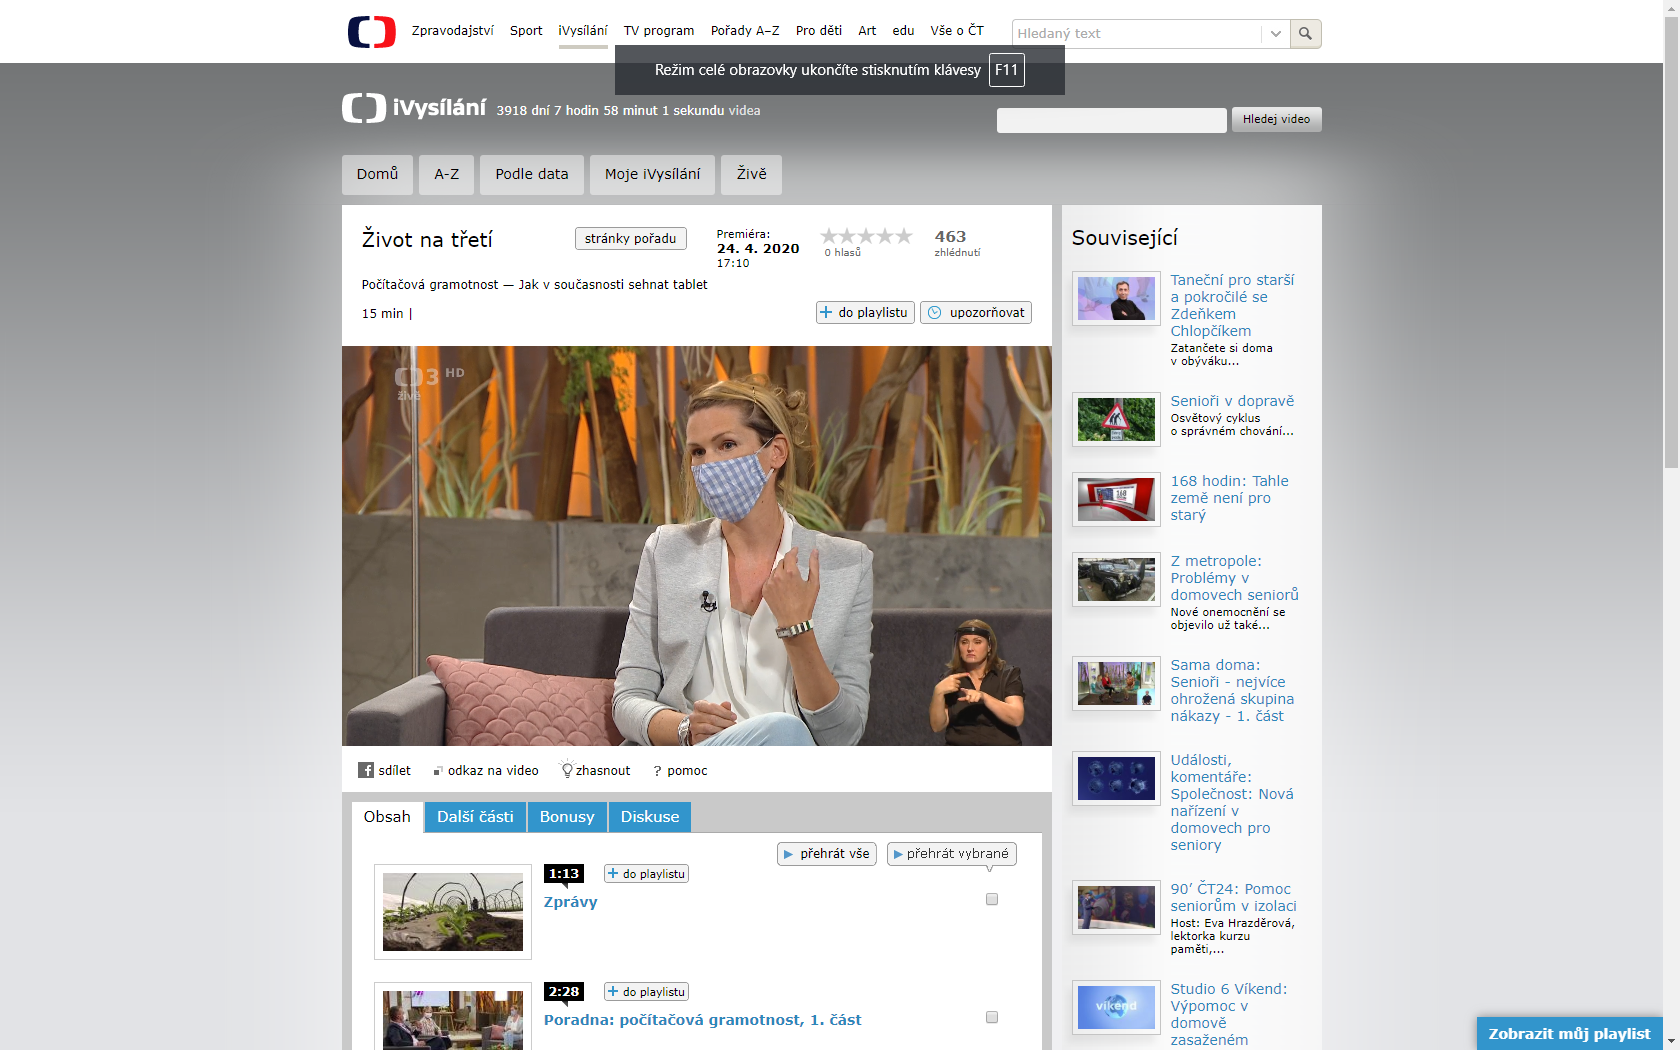 Zpravodajství Sport iVysílání TV program Pořady A–Z Pro děti Art edu Vše o ČT
Hledaný text
Režim celé obrazovky ukončíte stisknutím klávesy F11
iVysílání 3918 dní 7 hodin 58 minut 1 sekundu videa
Hledej video
Domů A-Z Podle data Moje iVysílání Živě
Život na třetí
stránky pořadu
Premiéra:
24. 4. 2020
17:10
0 hlasů
463
zhlédnutí
Počítačová gramotnost — Jak v současnosti sehnat tablet
15 min |
do playlistu
upozorňovat
3 HD
živě
sdílet odkaz na video zhasnout ? pomoc
Obsah Další části Bonusy Diskuse
přehrát vše přehrát vybrané
1:13 do playlistu
Zprávy
2:28 do playlistu
Poradna: počítačová gramotnost, 1. část
Související
Taneční pro starší
a pokročilé se
Zdeňkem
Chlopčíkem
Zatančete si doma
v obýváku...
Senioři v dopravě
Osvětový cyklus
o správném chování...
168
168 hodin: Tahle
země není pro
starý
Z metropole:
Problémy v
domovech seniorů
Nové onemocnění se
objevilo už také...
Sama doma:
Senioři - nejvíce
ohrožená skupina
nákazy - 1. část
Události,
komentáře:
Společnost: Nová
nařízení v
domovech pro
seniory
90’ ČT24: Pomoc
seniorům v izolaci
Host: Eva Hrazděrová,
lektorka kurzu
paměti,...
víkend
Studio 6 Víkend:
Výpomoc v
domově
zasaženém
Zobrazit můj playlist